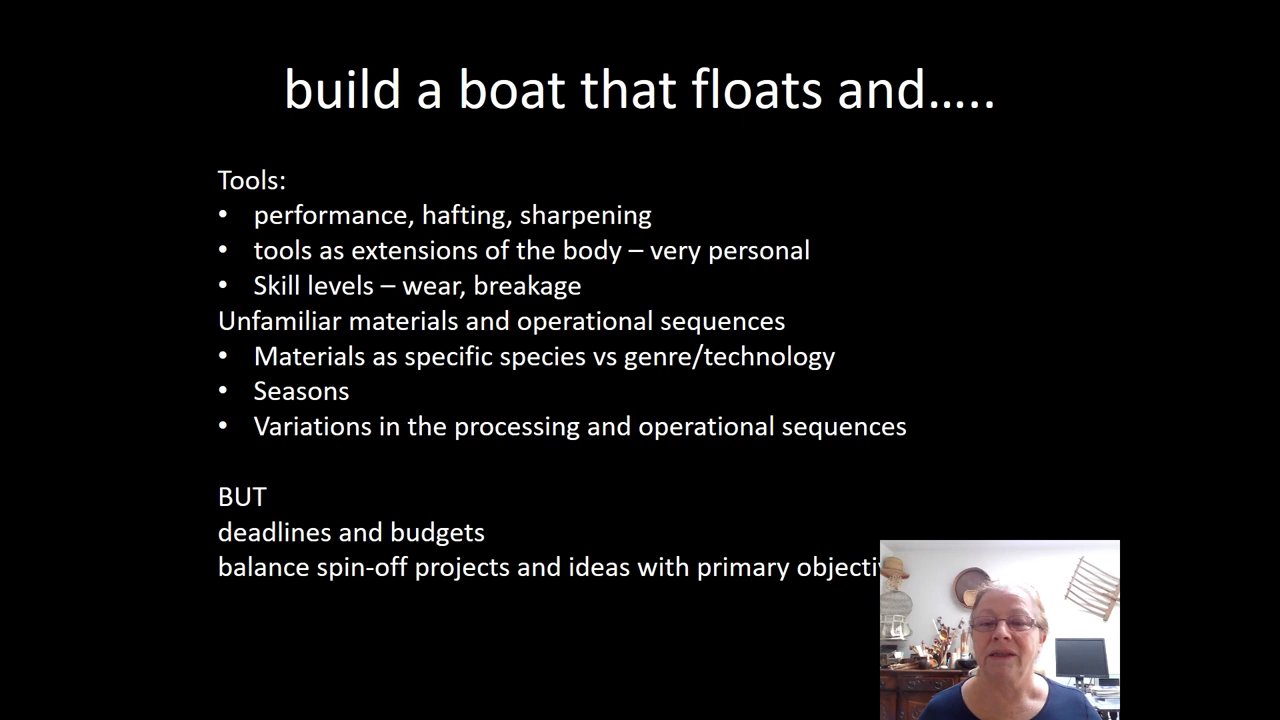 build a boat that floats and…..
Tools:
• performance, hafting, sharpening
• tools as extensions of the body – very personal
• Skill levels – wear, breakage
Unfamiliar materials and operational sequences
• Materials as specific species vs genre/technology
• Seasons
• Variations in the processing and operational sequences
BUT
deadlines and budgets
balance spin-off projects and ideas with primary